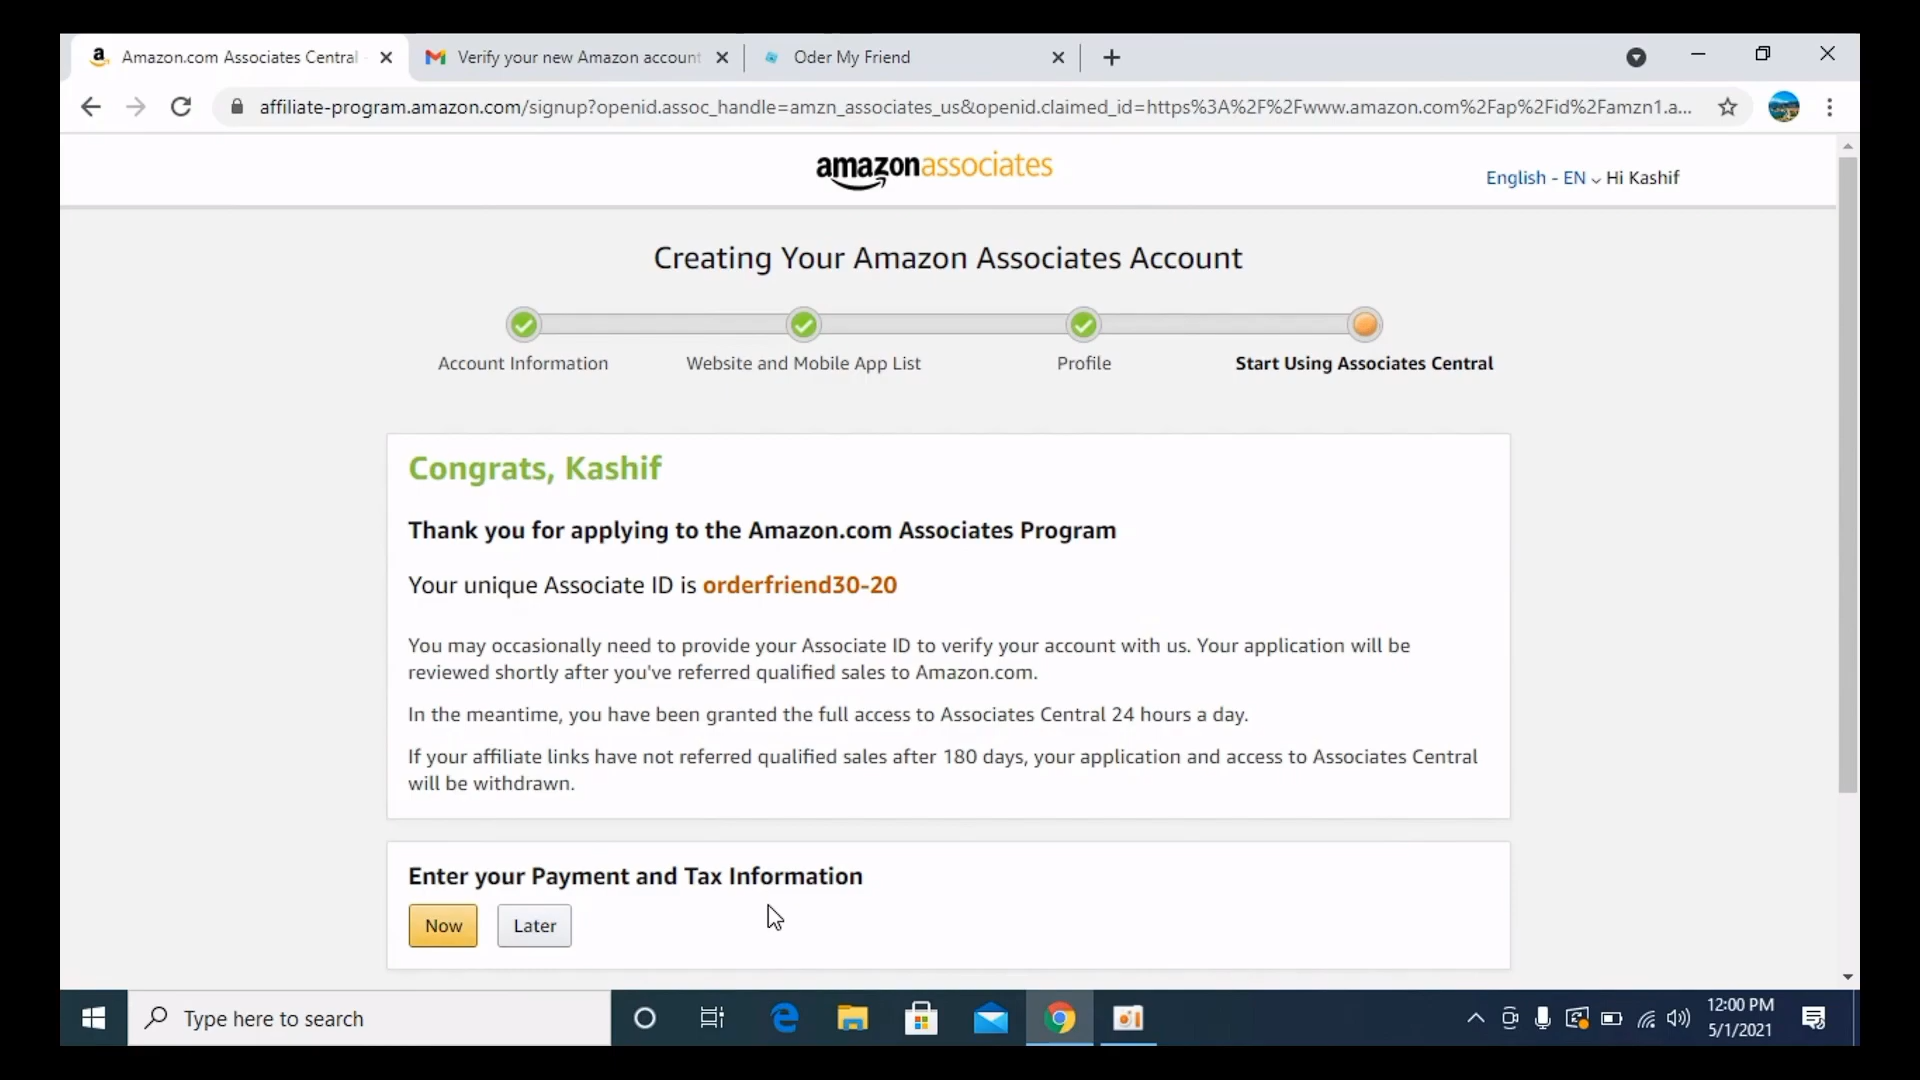 Amazon.com Associates Central
Verify your new Amazon account
Oder My Friend
affiliate-program.amazon.com/signup?openid.assoc_handle=amzn_associates_us&openid.claimed_id=https%3A%2F%2Fwww.amazon.com%2Fap%2Fid%2Famzn1.a...
amazonassociates
English - EN Hi Kashif
Creating Your Amazon Associates Account
Account Information
Website and Mobile App List
Profile
Start Using Associates Central
Congrats, Kashif
Thank you for applying to the Amazon.com Associates Program
Your unique Associate ID is orderfriend30-20
You may occasionally need to provide your Associate ID to verify your account with us. Your application will be
reviewed shortly after you've referred qualified sales to Amazon.com.
In the meantime, you have been granted the full access to Associates Central 24 hours a day.
If your affiliate links have not referred qualified sales after 180 days, your application and access to Associates Central
will be withdrawn.
Enter your Payment and Tax Information
Now
Later
Type here to search
12:00 PM
5/1/2021